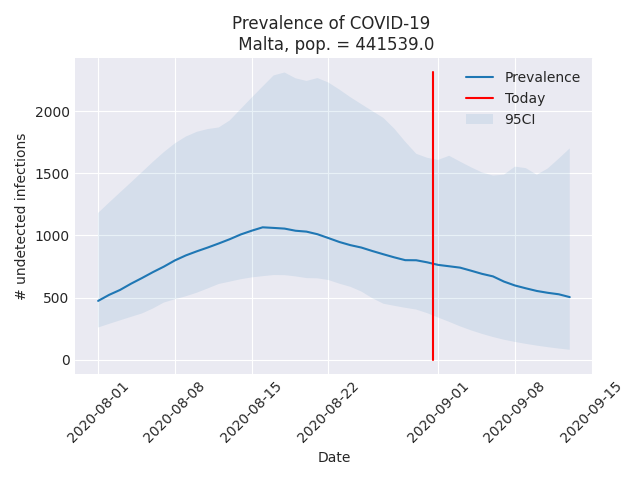 Prevalence of COVID-19
Malta, pop. = 441539.0
Prevalence
Today
95CI
# undetected infections
2000
1500
1000
500
0
2020-08-01
2020-08-08
2020-08-15
2020-08-22
2020-09-01
2020-09-08
2020-09-15
Date